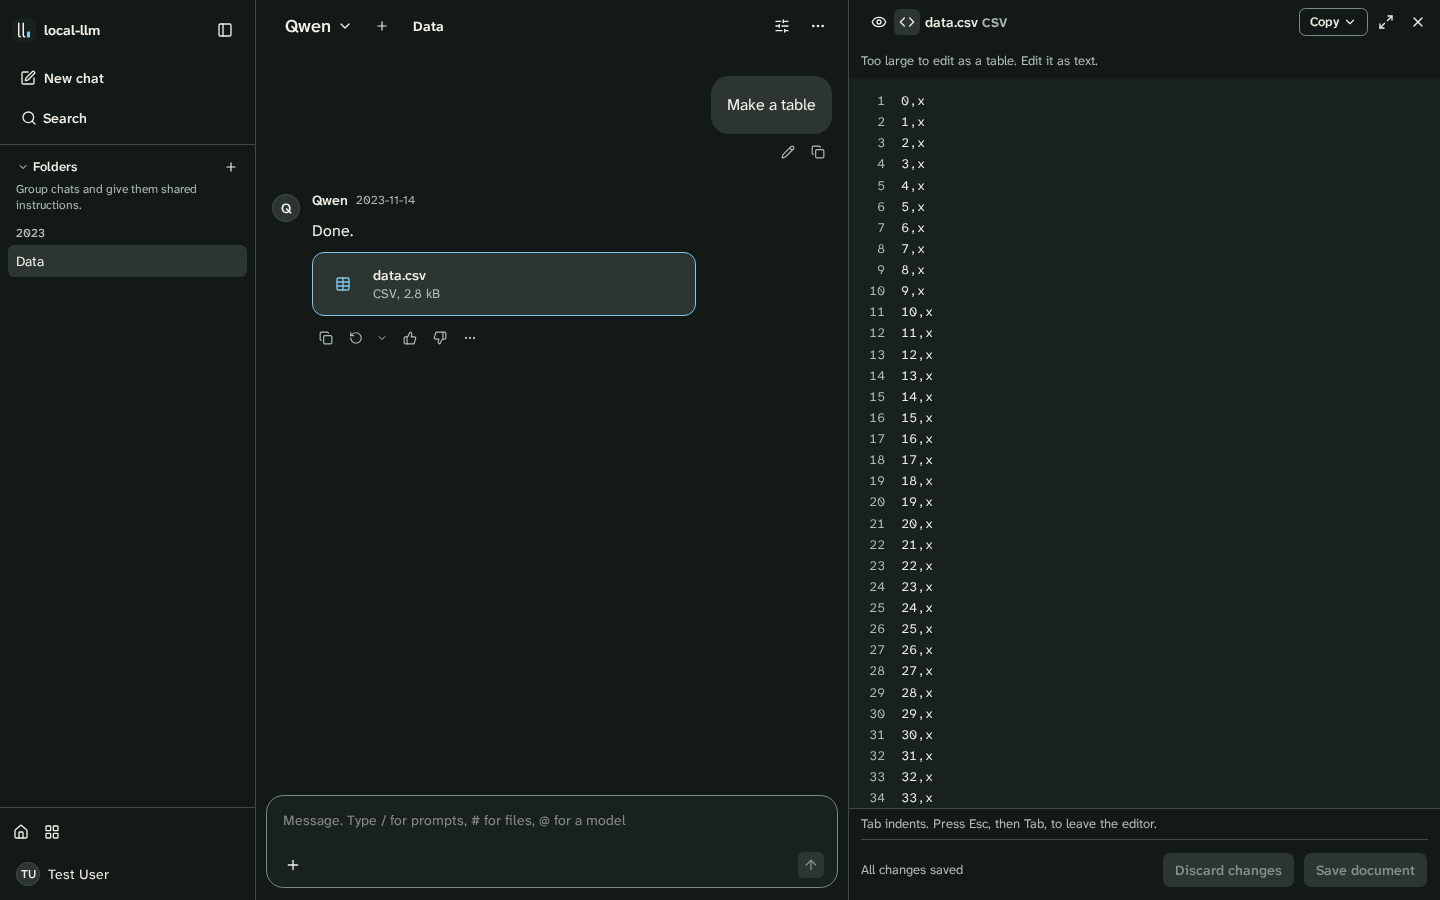 local-llm
New chat
Search
Folders
Group chats and give them shared
instructions.
2023
Data
TU
Test User
Qwen
Data
Make a table
Q
Qwen 2023-11-14
Done.
data.csv
CSV, 2.8 kB
Message. Type / for prompts, # for files, @ for a model
data.csv CSV
Copy
Too large to edit as a table. Edit it as text.
1 0,x
2 1,x
3 2,x
4 3,x
5 4,x
6 5,x
7 6,x
8 7,x
9 8,x
10 9,x
11 10,x
12 11,x
13 12,x
14 13,x
15 14,x
16 15,x
17 16,x
18 17,x
19 18,x
20 19,x
21 20,x
22 21,x
23 22,x
24 23,x
25 24,x
26 25,x
27 26,x
28 27,x
29 28,x
30 29,x
31 30,x
32 31,x
33 32,x
34 33,x
Tab indents. Press Esc, then Tab, to leave the editor.
All changes saved
Discard changes
Save document